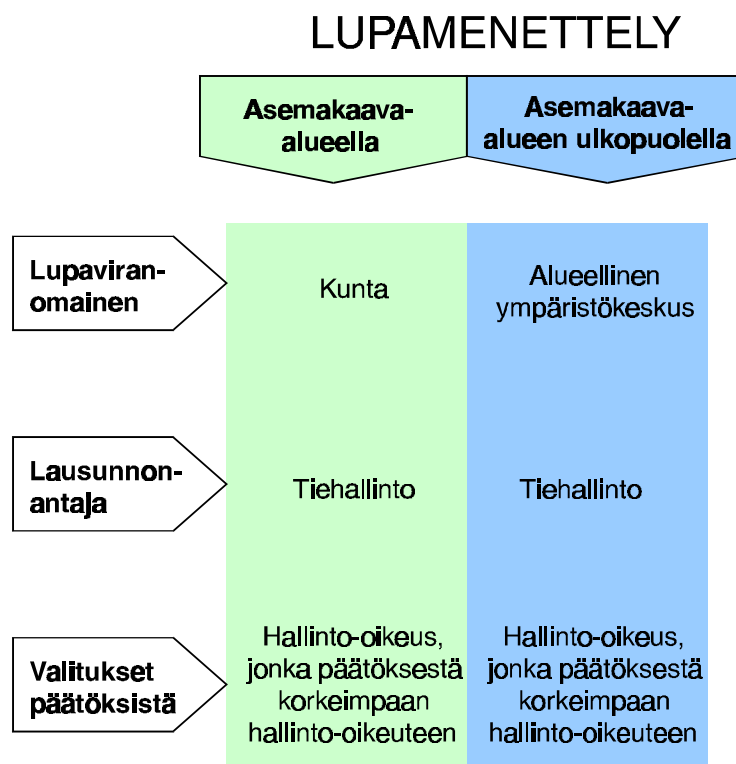 LUPAMENETTELY
Asemakaava-
alueella
Asemakaava-
alueen ulkopuolella
Lupaviran-
omainen
Kunta
Alueellinen
ympäristökeskus
Lausunnon-
antaja
Tiehallinto
Tiehallinto
Valitukset
päätöksistä
Hallinto-oikeus,
jonka päätöksestä
korkeimpaan
hallinto-oikeuteen
Hallinto-oikeus,
jonka päätöksestä
korkeimpaan
hallinto-oikeuteen